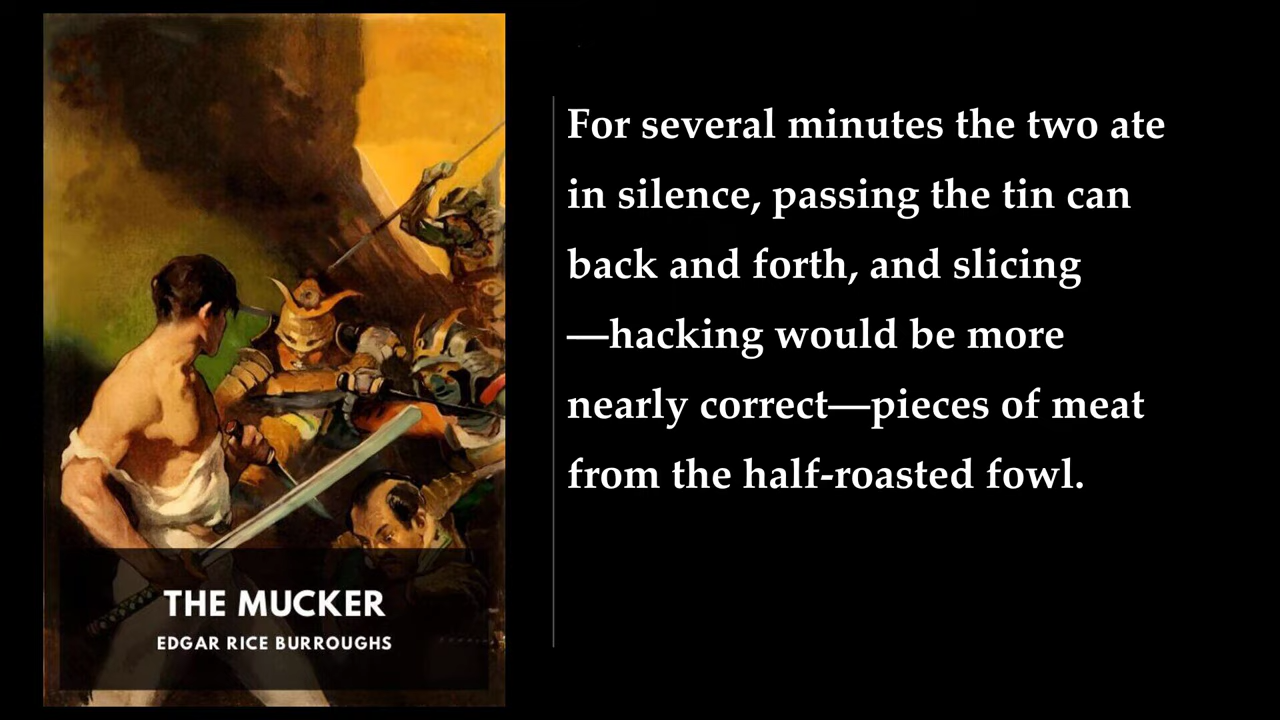 THE MUCKER
EDGAR RICE BURROUGHS
For several minutes the two ate
in silence, passing the tin can
back and forth, and slicing
—hacking would be more
nearly correct—pieces of meat
from the half-roasted fowl.